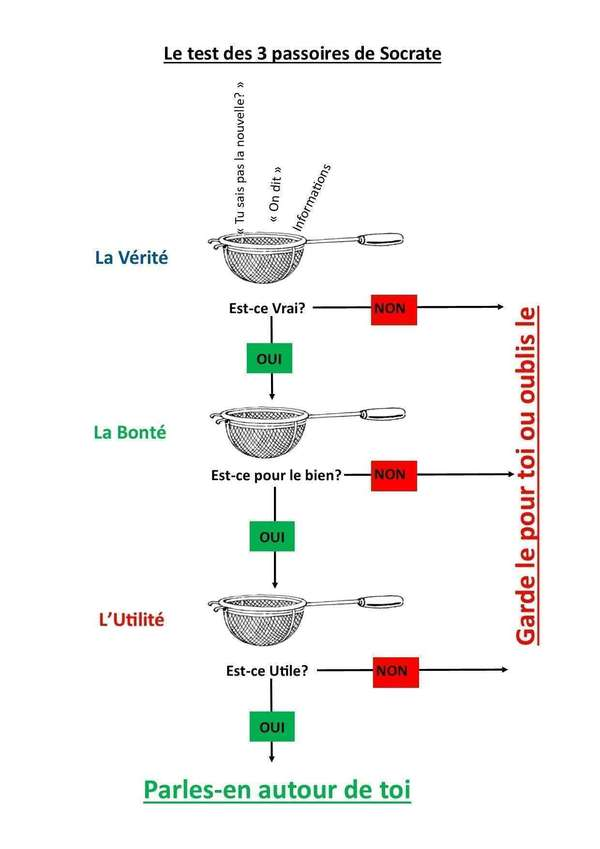 Le test des 3 passoires de Socrate
« Tu sais pas la nouvelle? »
« On dit »
Informations
La Vérité
Est-ce Vrai?
NON
OUI
La Bonté
Est-ce pour le bien?
NON
OUI
L'Utilité
Est-ce Utile?
NON
OUI
Garde le pour toi ou oublis le
Parles-en autour de toi